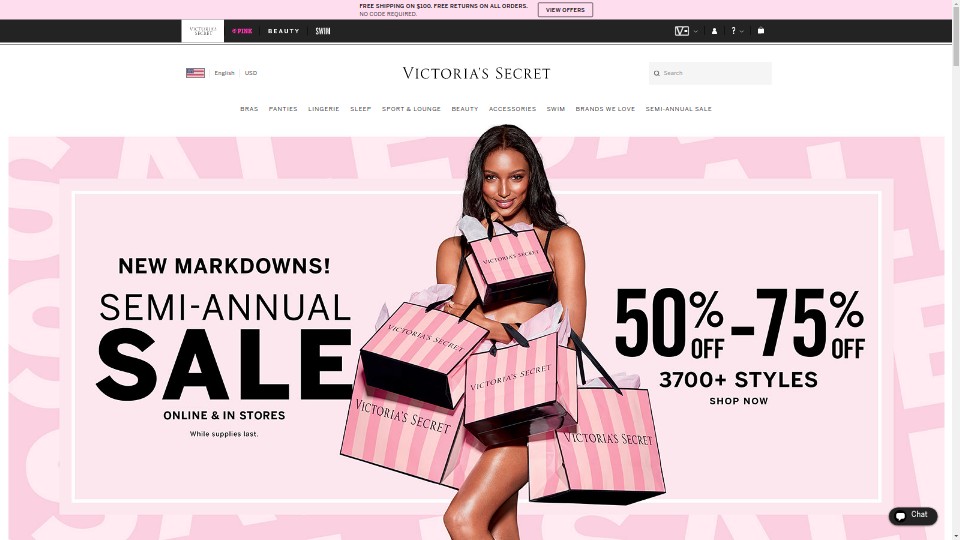 FREE SHIPPING ON $100. FREE RETURNS ON ALL ORDERS.
NO CODE REQUIRED.
VIEW OFFERS
VICTORIA'S SECRET
PINK
BEAUTY
SWIM
?
English
USD
VICTORIA'S SECRET
Search
BRAS PANTIES LINGERIE SLEEP SPORT & LOUNGE BEAUTY ACCESSORIES SWIM BRANDS WE LOVE SEMI-ANNUAL SALE
NEW MARKDOWNS!
SEMI-ANNUAL
SALE
ONLINE & IN STORES
While supplies last.
VICTORIA'S SECRET
VICTORIA'S SECRET
VICTORIA'S SECRET
VICTORIA'S SECRET
VICTORIA'S SECRET
50% OFF – 75% OFF
3700+ STYLES
SHOP NOW
Chat